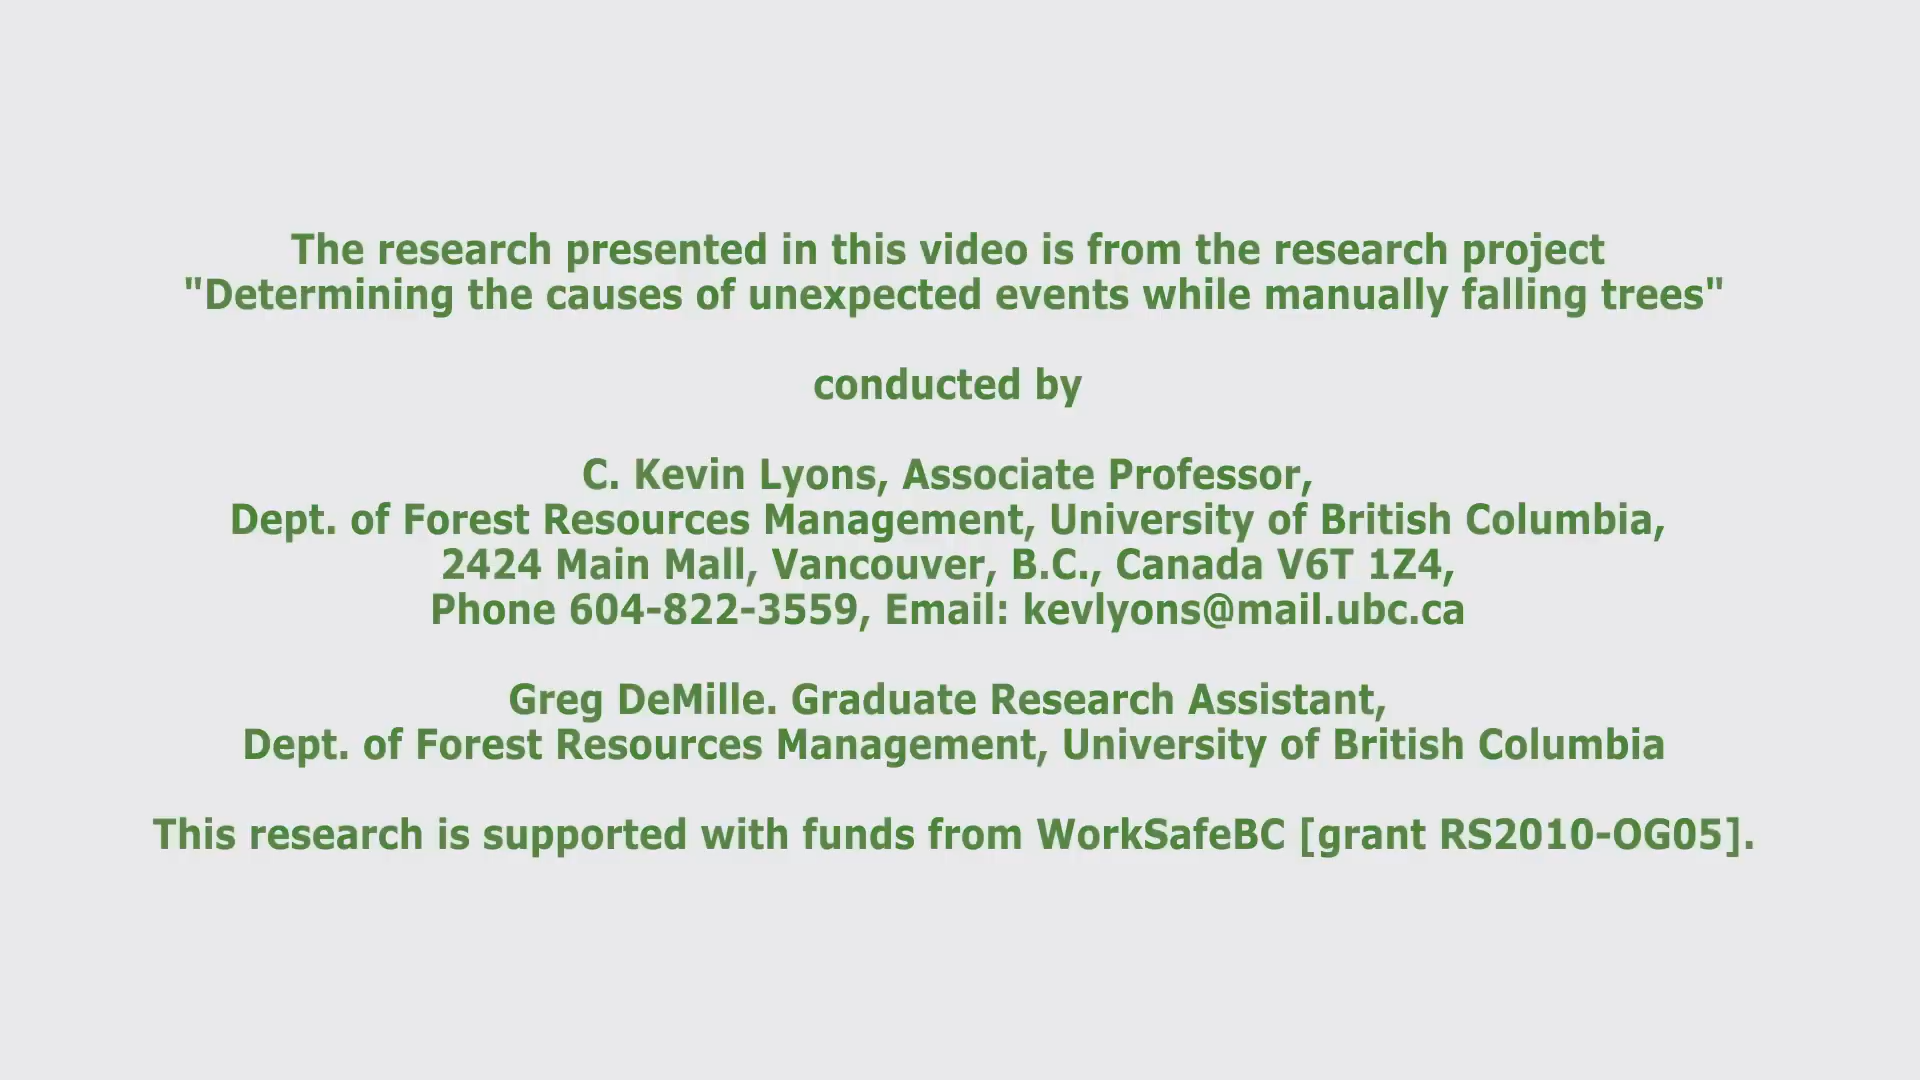 The research presented in this video is from the research project
"Determining the causes of unexpected events while manually falling trees"
conducted by
C. Kevin Lyons, Associate Professor,
Dept. of Forest Resources Management, University of British Columbia,
2424 Main Mall, Vancouver, B.C., Canada V6T 1Z4,
Phone 604-822-3559, Email: kevlyons@mail.ubc.ca
Greg DeMille. Graduate Research Assistant,
Dept. of Forest Resources Management, University of British Columbia
This research is supported with funds from WorkSafeBC [grant RS2010-OG05].